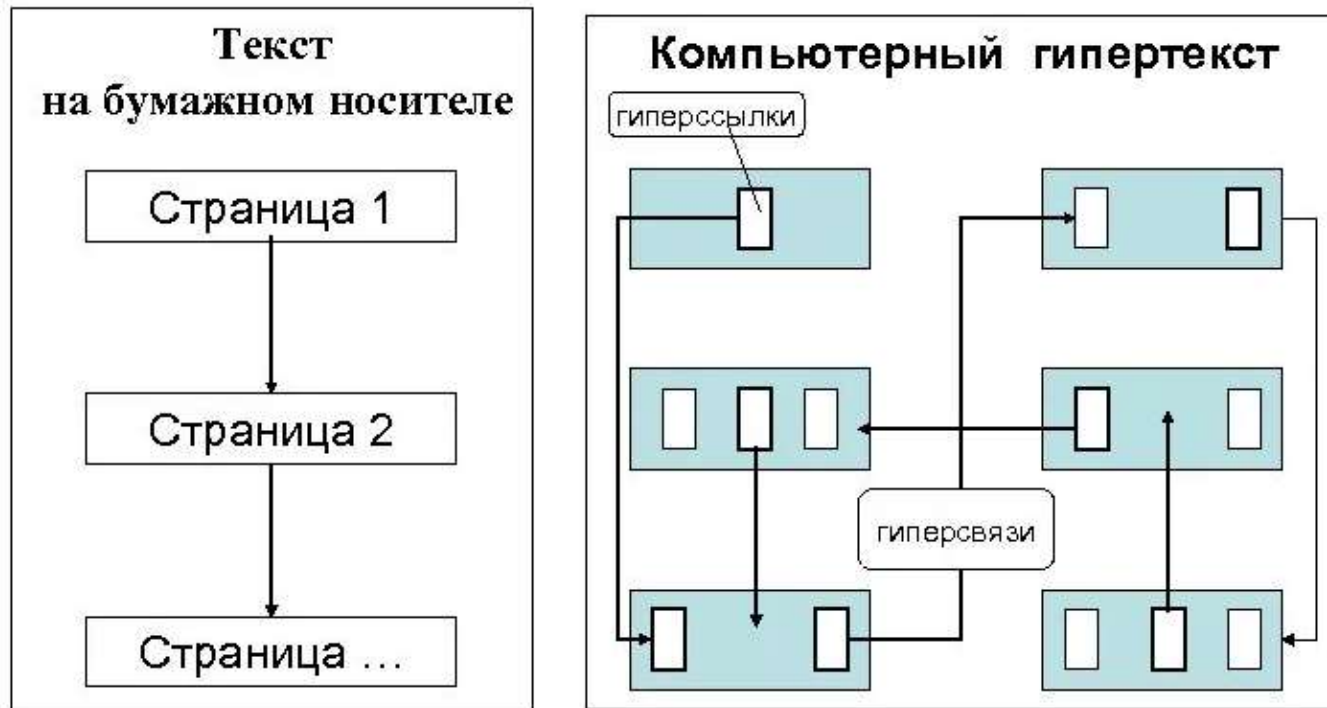 Текст
на бумажном носителе
Страница 1
Страница 2
Страница ...
Компьютерный гипертекст
гиперссылки
гиперсвязи